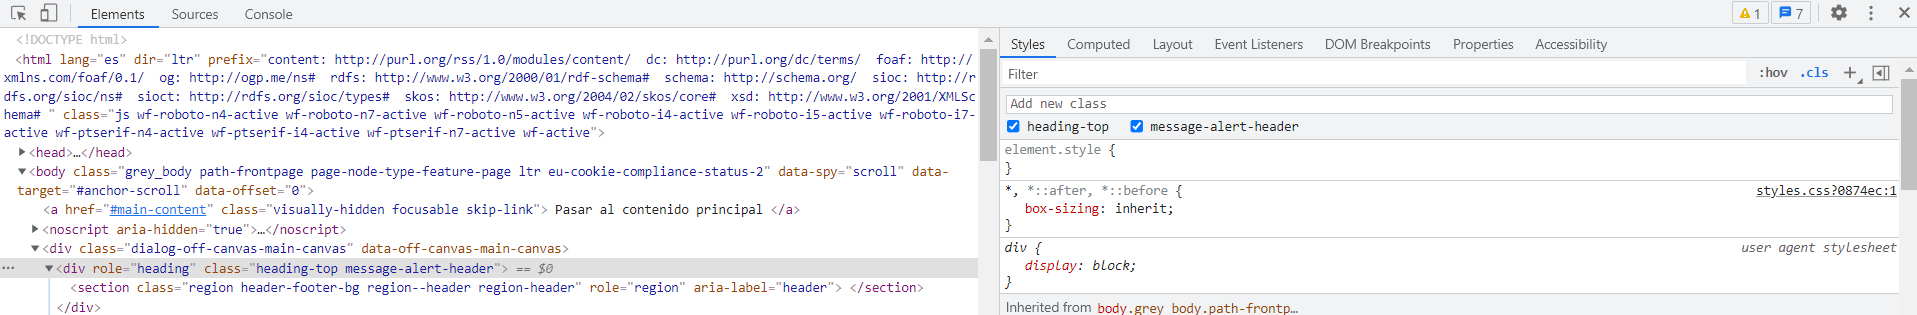 Elements Sources Console 1 7
<!DOCTYPE html>
<html lang="es" dir="ltr" prefix="content: http://purl.org/rss/1.0/modules/content/  dc: http://purl.org/dc/terms/  foaf: http://
xmlns.com/foaf/0.1/  og: http://ogp.me/ns#  rdfs: http://www.w3.org/2000/01/rdf-schema#  schema: http://schema.org/  sioc: http://r
dfs.org/sioc/ns#  sioct: http://rdfs.org/sioc/types#  skos: http://www.w3.org/2004/02/skos/core#  xsd: http://www.w3.org/2001/XMLSc
hema# " class="js wf-roboto-n4-active wf-roboto-n7-active wf-roboto-n5-active wf-roboto-i4-active wf-roboto-i5-active wf-roboto-i7-
active wf-ptserif-n4-active wf-ptserif-i4-active wf-ptserif-n7-active wf-active">
<head>…</head>
<body class="grey_body path-frontpage page-node-type-feature-page ltr eu-cookie-compliance-status-2" data-spy="scroll" data-
target="#anchor-scroll" data-offset="0">
<a href="#main-content" class="visually-hidden focusable skip-link"> Pasar al contenido principal </a>
<noscript aria-hidden="true">…</noscript>
<div class="dialog-off-canvas-main-canvas" data-off-canvas-main-canvas>
<div role="heading" class="heading-top message-alert-header"> == $0
<section class="region header-footer-bg region--header region-header" role="region" aria-label="header"> </section>
</div>
Styles Computed Layout Event Listeners DOM Breakpoints Properties Accessibility
Filter :hov .cls
Add new class
heading-top message-alert-header
element.style {
}
*, *::after, *::before { styles.css?0874ec:1
box-sizing: inherit;
}
div { user agent stylesheet
display: block;
}
Inherited from body.grey_body.path-frontp…